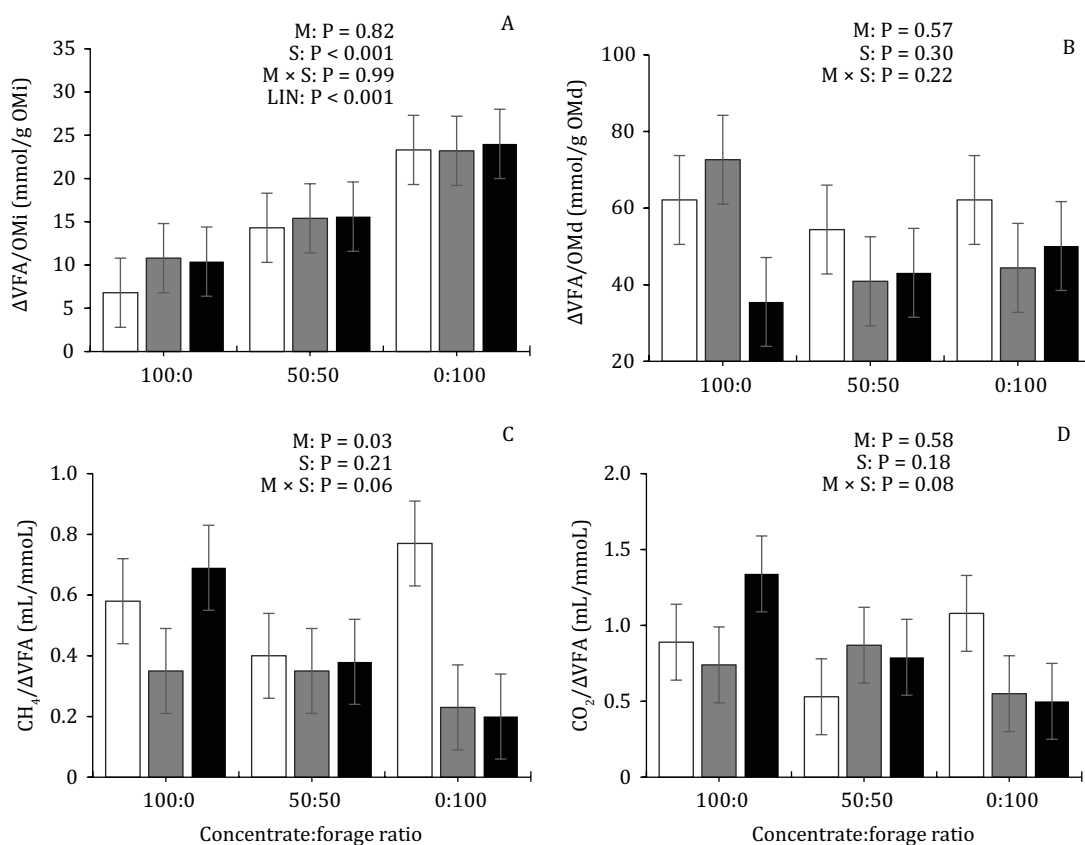 M: P = 0.82
S: P < 0.001
M × S: P = 0.99
LIN: P < 0.001
A
ΔVFA/OMi (mmol/g OMi)
35
30
25
20
15
10
5
0
100:0
50:50
0:100
M: P = 0.57
S: P = 0.30
M × S: P = 0.22
B
ΔVFA/OMd (mmol/g OMd)
100
80
60
40
20
100:0
50:50
0:100
M: P = 0.03
S: P = 0.21
M × S: P = 0.06
C
CH₄/ΔVFA (mL/mmoL)
1.0
0.8
0.6
0.4
0.2
0
100:0
50:50
0:100
Concentrate:forage ratio
M: P = 0.58
S: P = 0.18
M × S: P = 0.08
D
CO₂/ΔVFA (mL/mmoL)
2.0
1.5
1.0
0.5
0
100:0
50:50
0:100
Concentrate:forage ratio